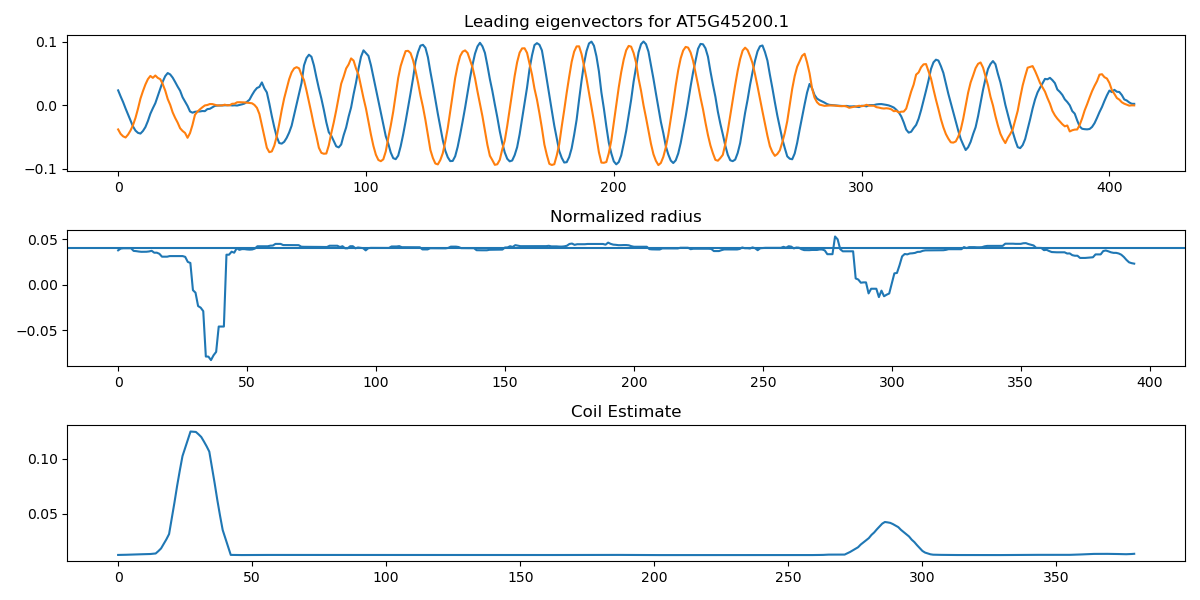 Leading eigenvectors for AT5G45200.1
0.1
0.0
−0.1
0 100 200 300 400
Normalized radius
0.05
0.00
−0.05
0 50 100 150 200 250 300 350 400
Coil Estimate
0.10
0.05
0 50 100 150 200 250 300 350